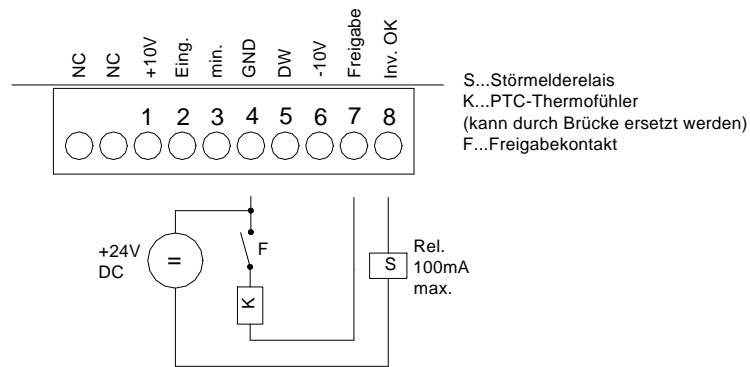 NC
NC
+10V
Eing.
min.
GND
DW
-10V
Freigabe
Inv. OK
1 2 3 4 5 6 7 8
S...Störmelderelais
K...PTC-Thermofühler
(kann durch Brücke ersetzt werden)
F...Freigabekontakt
+24V
DC
=
F
K
S
Rel.
100mA
max.